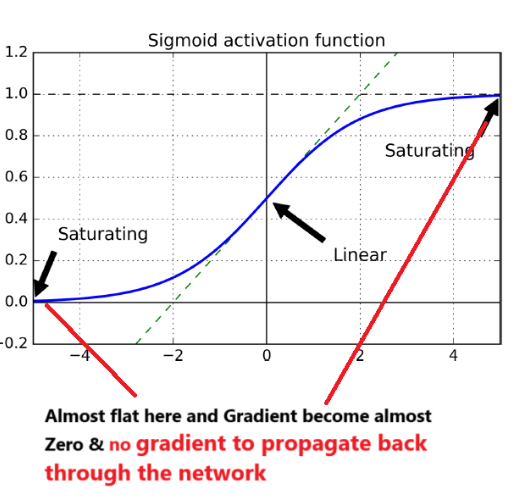 Sigmoid activation function
1.2
1.0
0.8
Saturating
0.6
0.4
Saturating
Linear
0.2
0.0
-0.2
−4
−2
0
2
4
Almost flat here and Gradient become almost
Zero & no gradient to propagate back
through the network